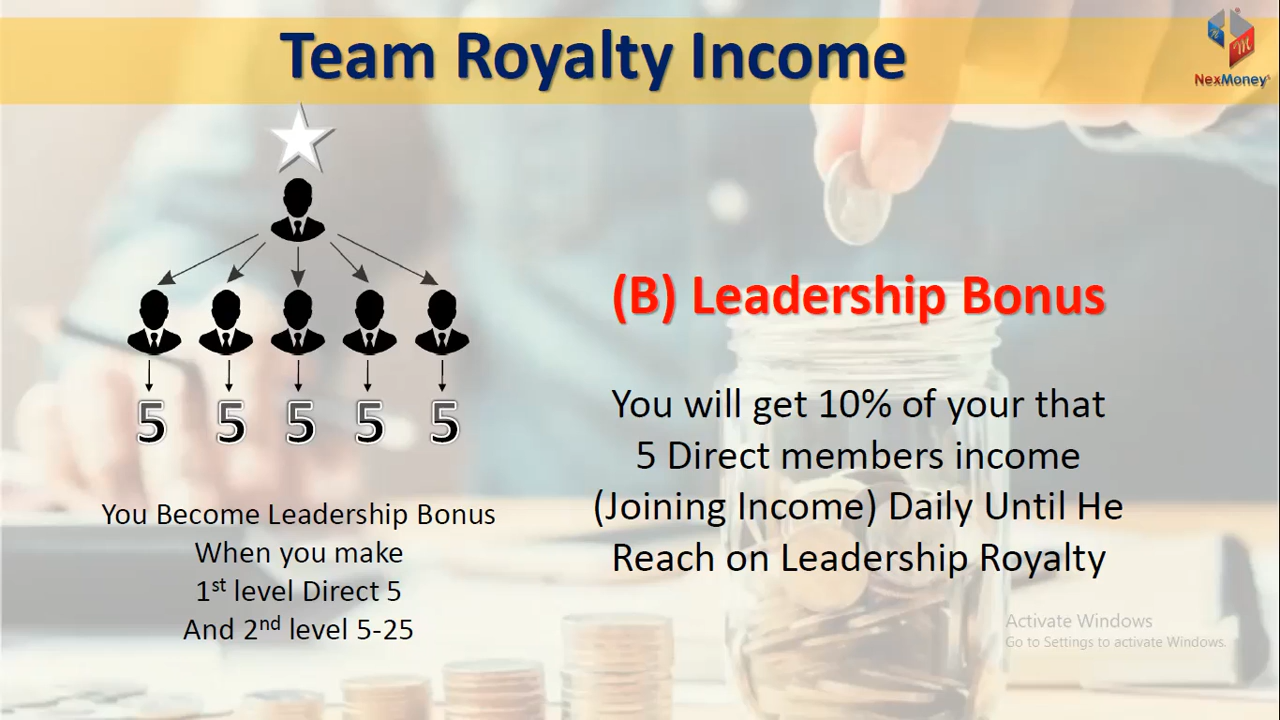 Team Royalty Income
NexMoney
5 5 5 5 5
You Become Leadership Bonus
When you make
1st level Direct 5
And 2nd level 5-25
(B) Leadership Bonus
You will get 10% of your that
5 Direct members income
(Joining Income) Daily Until He
Reach on Leadership Royalty
Activate Windows
Go to Settings to activate Windows.